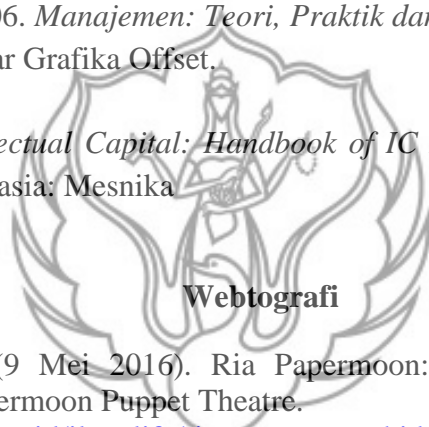 06. Manajemen: Teori, Praktik dar
ar Grafika Offset.
ectual Capital: Handbook of IC
asia: Mesnika
Webtografi
(9 Mei 2016). Ria Papermoon:
ermoon Puppet Theatre.